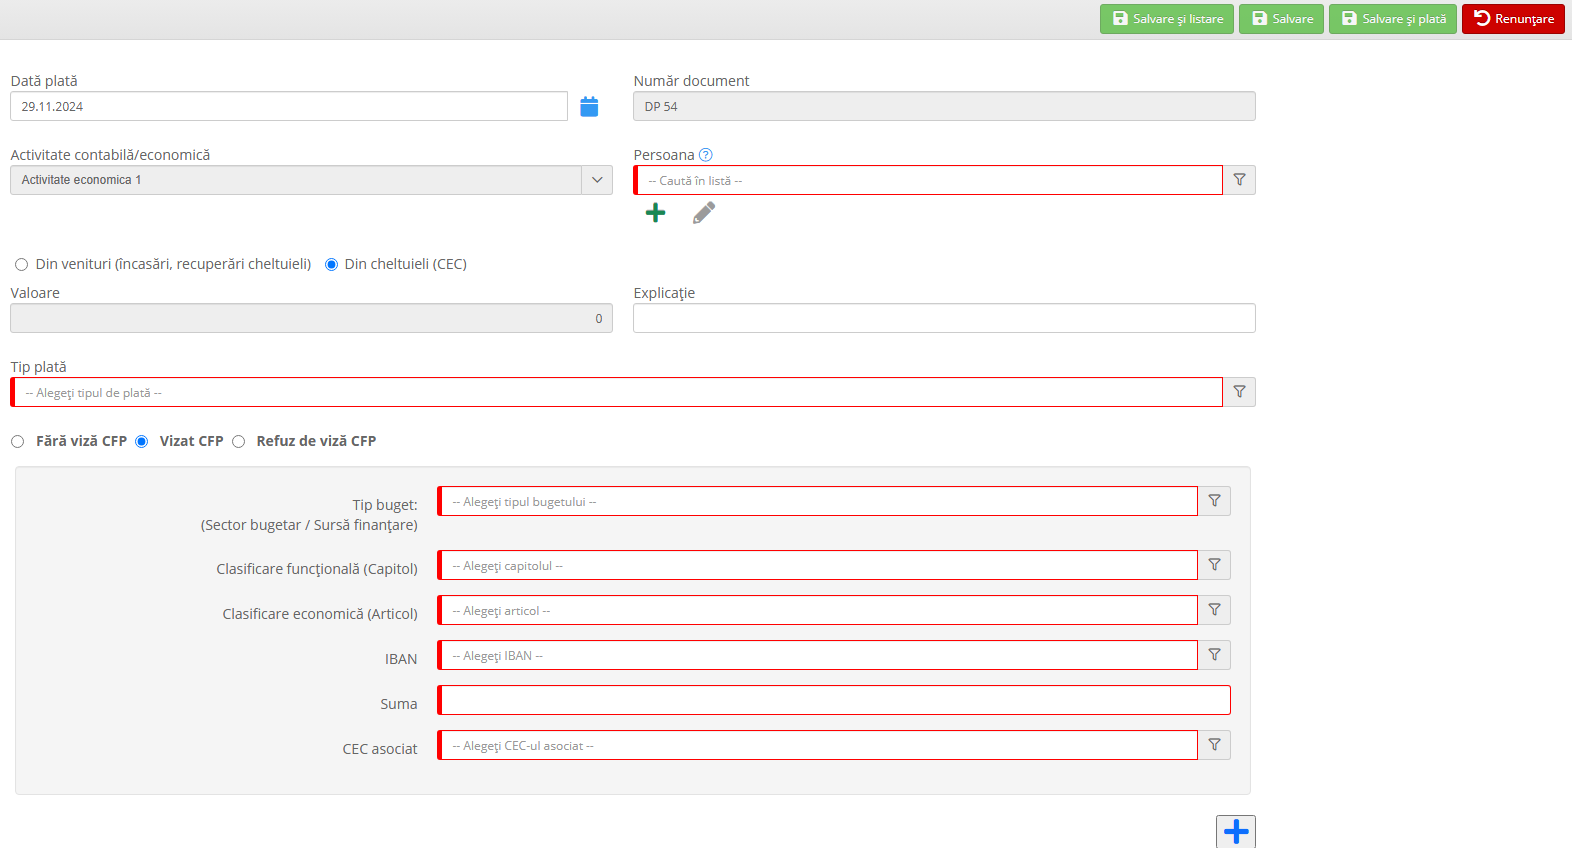 Salvare și listare
Salvare
Salvare și plată
Renunțare
Dată plată
Număr document
29.11.2024
DP 54
Activitate contabilă/economică
Persoana
Activitate economica 1
-- Caută în listă --
Din venituri (încasări, recuperări cheltuieli)
Din cheltuieli (CEC)
Valoare
Explicație
0
Tip plată
-- Alegeți tipul de plată --
Fără viză CFP
Vizat CFP
Refuz de viză CFP
Tip buget:
(Sector bugetar / Sursă finanțare)
-- Alegeți tipul bugetului --
Clasificare funcțională (Capitol)
-- Alegeți capitolul --
Clasificare economică (Articol)
-- Alegeți articol --
IBAN
-- Alegeți IBAN --
Suma
CEC asociat
-- Alegeți CEC-ul asociat --